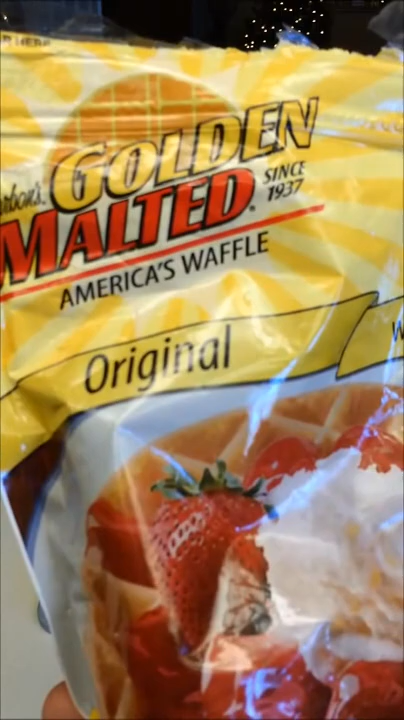 GOLDEN
MALTED®
SINCE
1937
AMERICA'S WAFFLE
Original